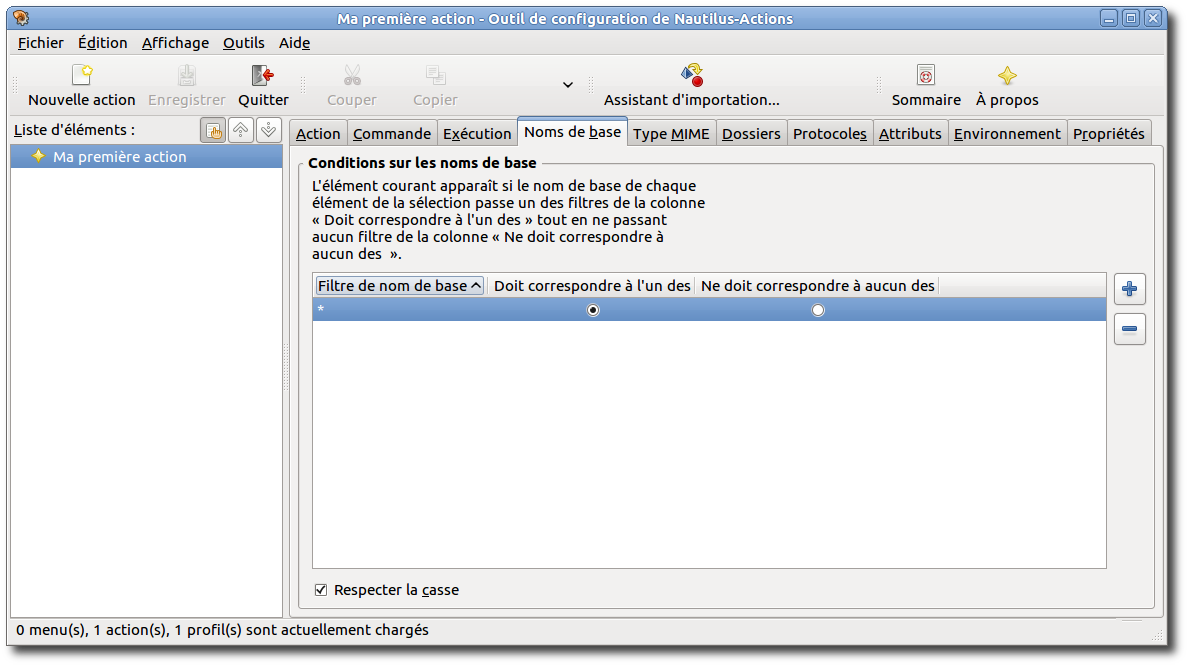 Ma première action - Outil de configuration de Nautilus-Actions
Fichier Édition Affichage Outils Aide
Nouvelle action Enregistrer Quitter Couper Copier Assistant d'importation... Sommaire À propos
Liste d'éléments :
Action Commande Exécution Noms de base Type MIME Dossiers Protocoles Attributs Environnement Propriétés
Ma première action
Conditions sur les noms de base
L'élément courant apparaît si le nom de base de chaque
élément de la sélection passe un des filtres de la colonne
« Doit correspondre à l'un des » tout en ne passant
aucun filtre de la colonne « Ne doit correspondre à
aucun des  ».
Filtre de nom de base Doit correspondre à l'un des Ne doit correspondre à aucun des
*
Respecter la casse
0 menu(s), 1 action(s), 1 profil(s) sont actuellement chargés